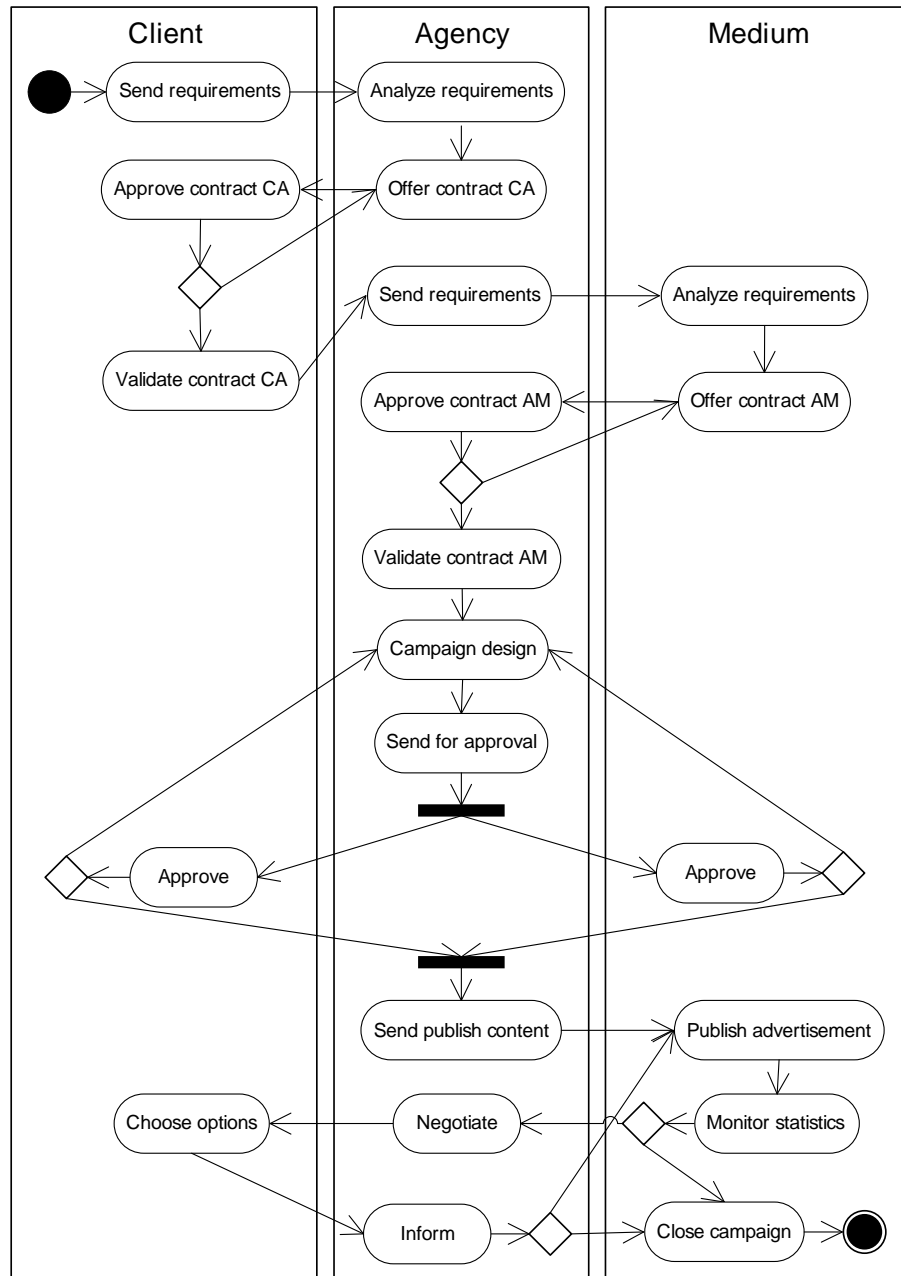 Client
Agency
Medium
Send requirements
Analyze requirements
Approve contract CA
Offer contract CA
Send requirements
Analyze requirements
Validate contract CA
Approve contract AM
Offer contract AM
Validate contract AM
Campaign design
Send for approval
Approve
Approve
Send publish content
Publish advertisement
Choose options
Negotiate
Monitor statistics
Inform
Close campaign